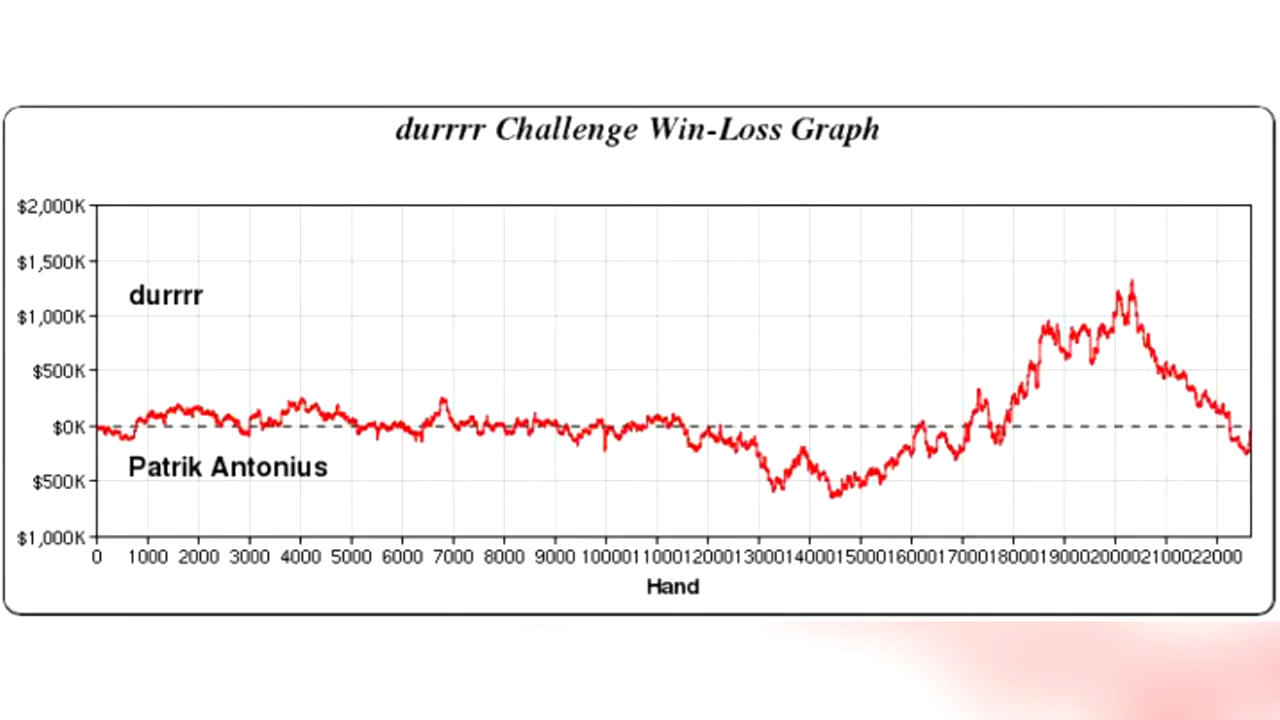 durrrr Challenge Win-Loss Graph
$2,000K
$1,500K
durrrr
$1,000K
$500K
$0K
Patrik Antonius
$500K
$1,000K
0 1000 2000 3000 4000 5000 6000 7000 8000 9000 10000 11000 12000 13000 14000 15000 16000 17000 18000 19000 20000 21000 22000
Hand